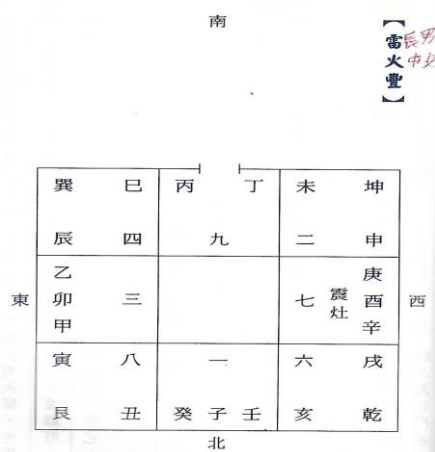 南
【雷火豐】
長男
中女
巽 巳 丙 丁 未 坤
辰 四 九 二 申
乙 庚
東 卯 三 七 震灶 酉 西
甲 辛
寅 八 一 六 戌
艮 丑 癸 子 壬 亥 乾
北